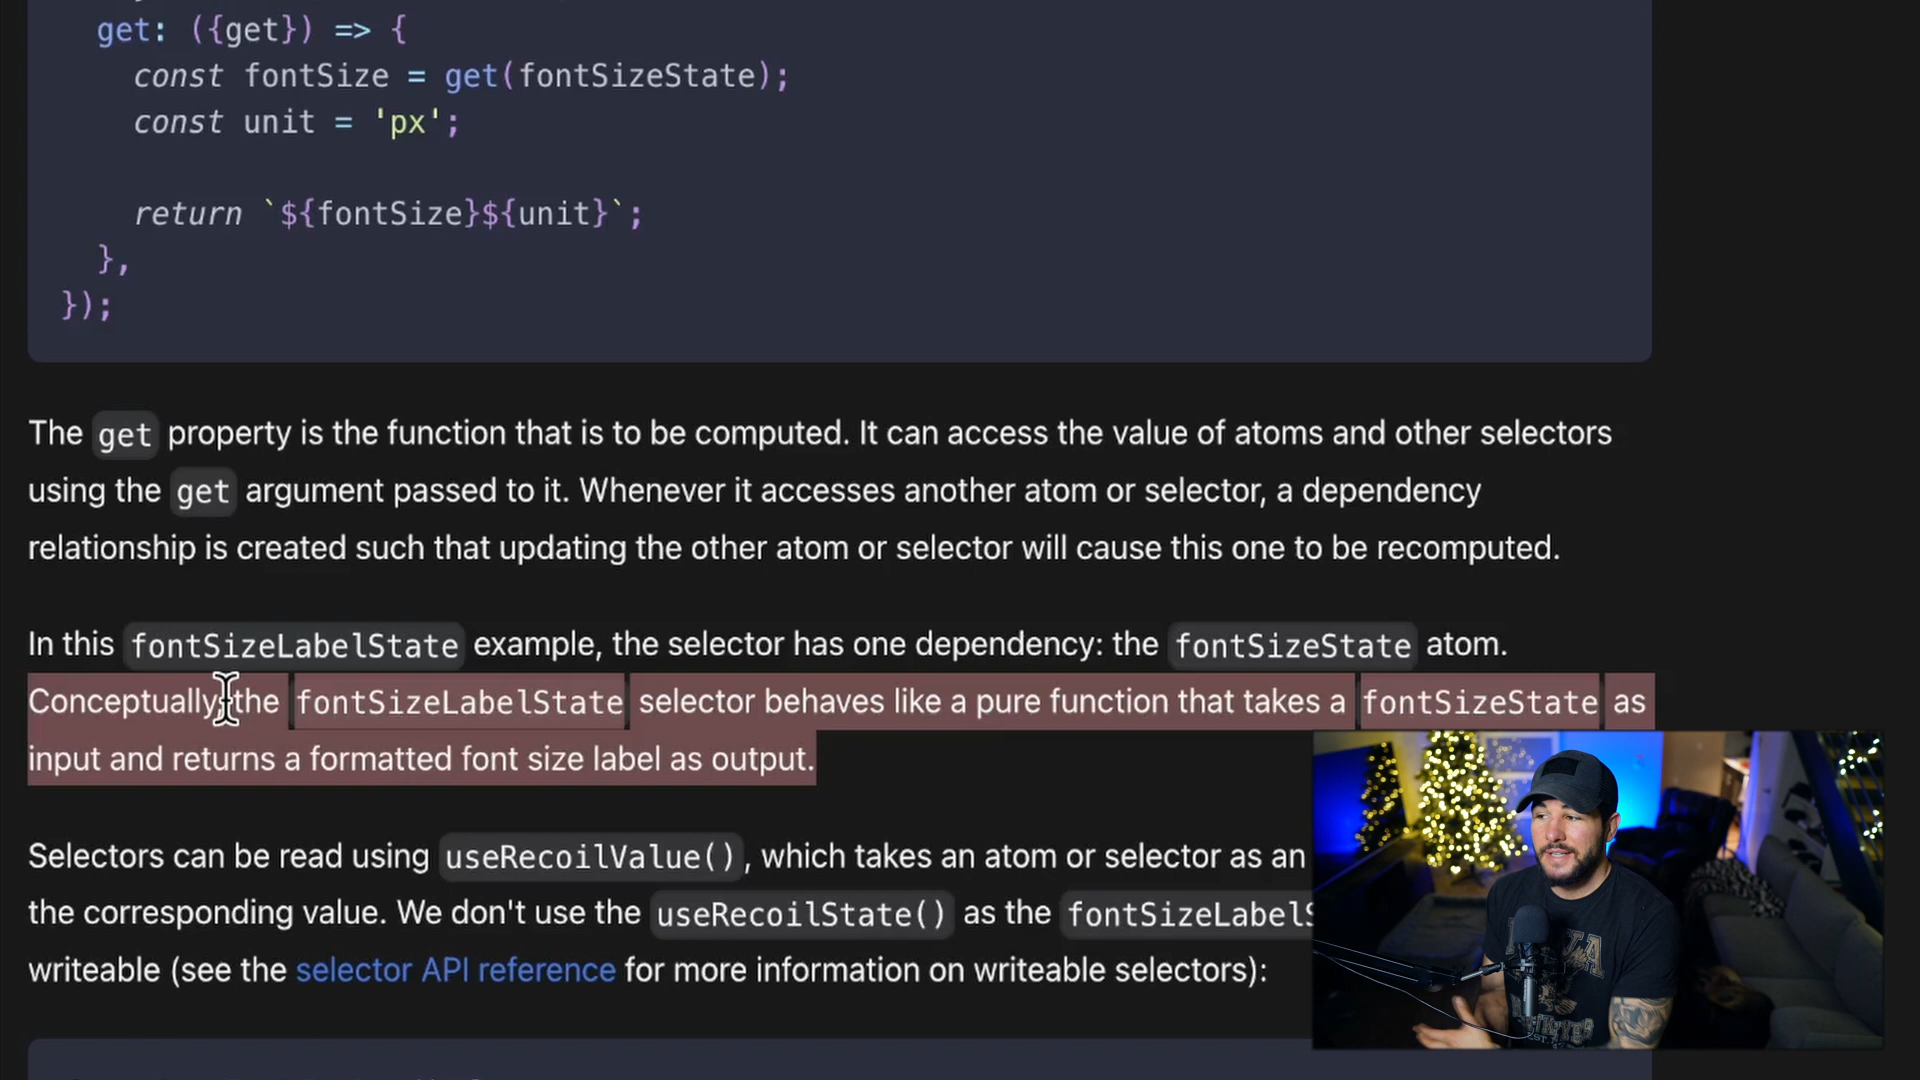 get: ({get}) => {
const fontSize = get(fontSizeState);
const unit = 'px';
return `${fontSize}${unit}`;
},
});
The get property is the function that is to be computed. It can access the value of atoms and other selectors
using the get argument passed to it. Whenever it accesses another atom or selector, a dependency
relationship is created such that updating the other atom or selector will cause this one to be recomputed.
In this fontSizeLabelState example, the selector has one dependency: the fontSizeState atom.
Conceptually, the fontSizeLabelState selector behaves like a pure function that takes a fontSizeState as
input and returns a formatted font size label as output.
Selectors can be read using useRecoilValue(), which takes an atom or selector as an
the corresponding value. We don't use the useRecoilState() as the fontSizeLabelS
writeable (see the selector API reference for more information on writeable selectors):